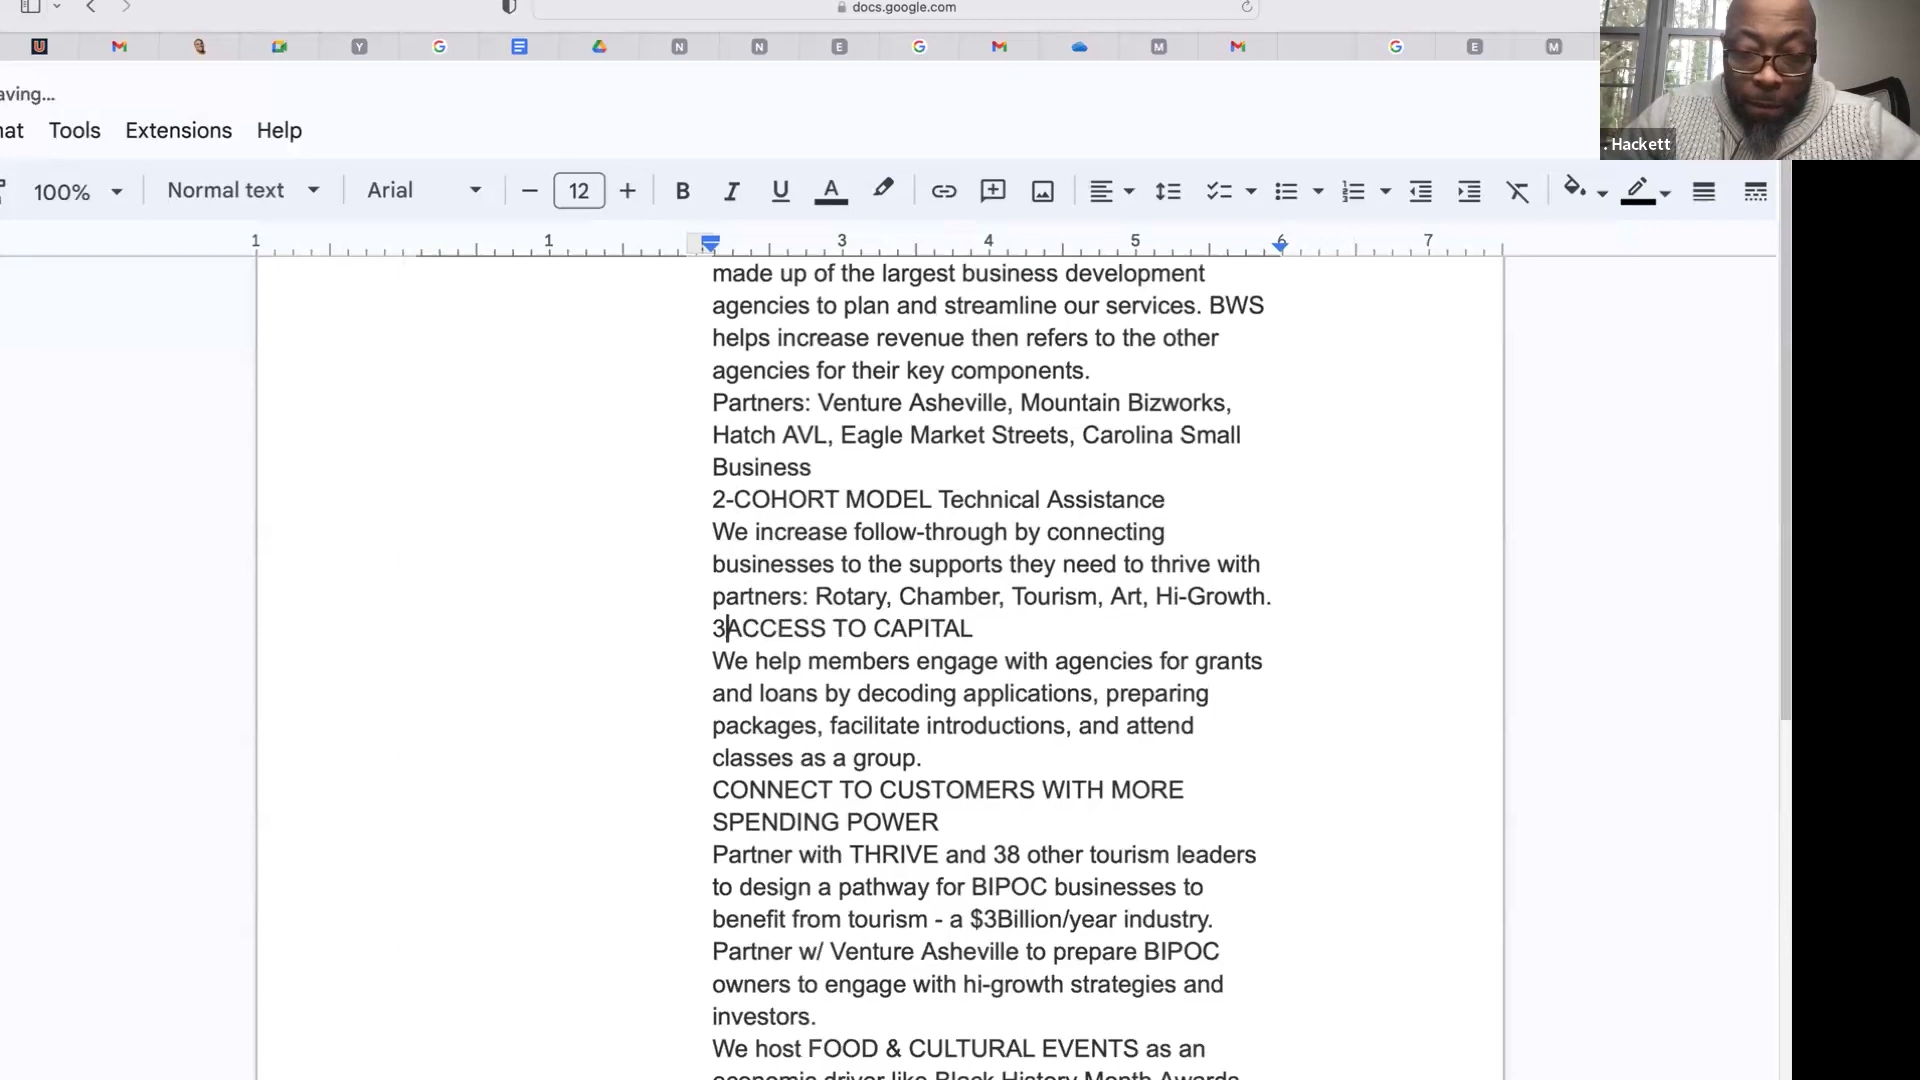 docs.google.com
U
Y
N
N
E
M
E
M
aving...
nat Tools Extensions Help
100% Normal text Arial 12 B I U A
1 1 3 4 5 6 7
. Hackett
made up of the largest business development
agencies to plan and streamline our services. BWS
helps increase revenue then refers to the other
agencies for their key components.
Partners: Venture Asheville, Mountain Bizworks,
Hatch AVL, Eagle Market Streets, Carolina Small
Business
2-COHORT MODEL Technical Assistance
We increase follow-through by connecting
businesses to the supports they need to thrive with
partners: Rotary, Chamber, Tourism, Art, Hi-Growth.
3ACCESS TO CAPITAL
We help members engage with agencies for grants
and loans by decoding applications, preparing
packages, facilitate introductions, and attend
classes as a group.
CONNECT TO CUSTOMERS WITH MORE
SPENDING POWER
Partner with THRIVE and 38 other tourism leaders
to design a pathway for BIPOC businesses to
benefit from tourism - a $3Billion/year industry.
Partner w/ Venture Asheville to prepare BIPOC
owners to engage with hi-growth strategies and
investors.
We host FOOD & CULTURAL EVENTS as an
economic driver like Black History Month Awards